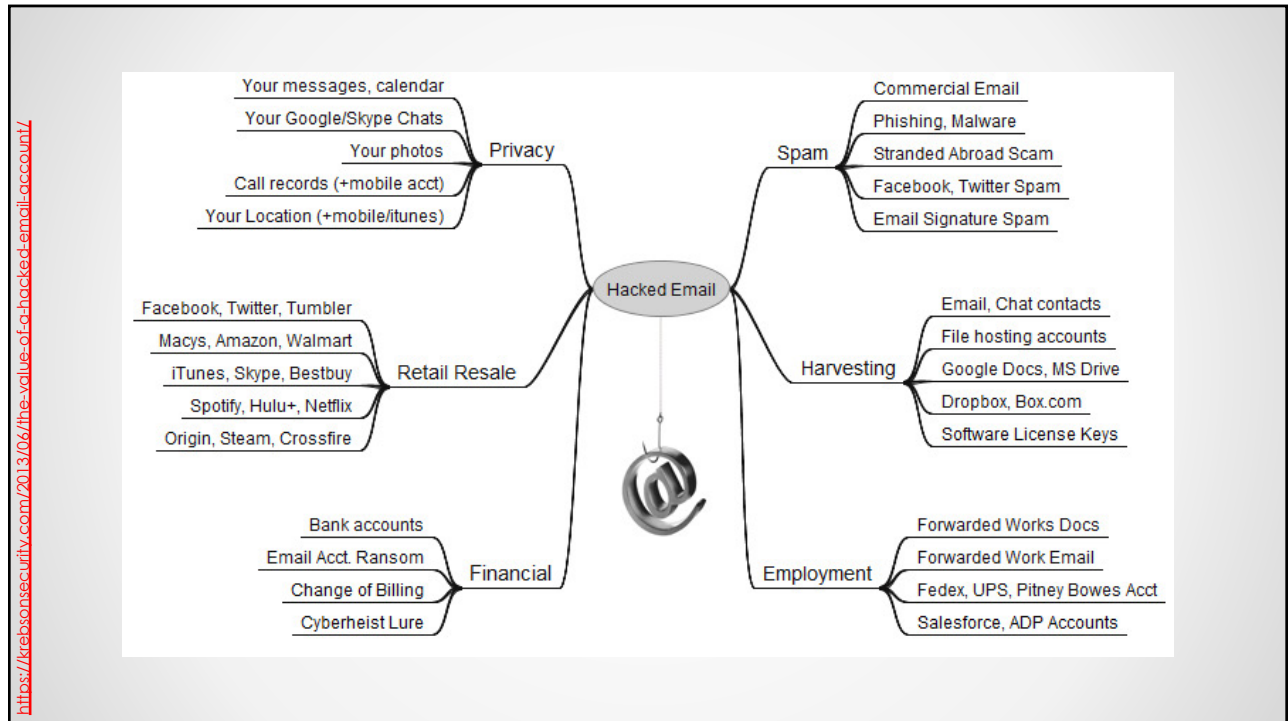 https://krebsonsecurity.com/2013/06/the-value-of-a-hacked-email-account/
Hacked Email
Privacy
Your messages, calendar
Your Google/Skype Chats
Your photos
Call records (+mobile acct)
Your Location (+mobile/itunes)
Retail Resale
Facebook, Twitter, Tumbler
Macys, Amazon, Walmart
iTunes, Skype, Bestbuy
Spotify, Hulu+, Netflix
Origin, Steam, Crossfire
Financial
Bank accounts
Email Acct. Ransom
Change of Billing
Cyberheist Lure
Spam
Commercial Email
Phishing, Malware
Stranded Abroad Scam
Facebook, Twitter Spam
Email Signature Spam
Harvesting
Email, Chat contacts
File hosting accounts
Google Docs, MS Drive
Dropbox, Box.com
Software License Keys
Employment
Forwarded Works Docs
Forwarded Work Email
Fedex, UPS, Pitney Bowes Acct
Salesforce, ADP Accounts
@